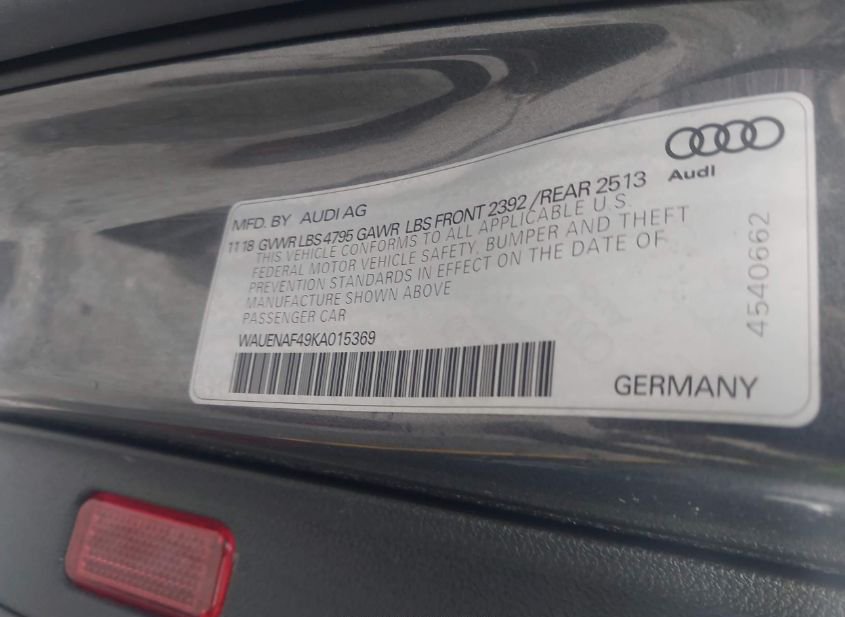 Audi
MFD. BY AUDI AG
11 18 GVWR LBS 4795 GAWR LBS FRONT 2392 / REAR 2513
THIS VEHICLE CONFORMS TO ALL APPLICABLE U.S.
FEDERAL MOTOR VEHICLE SAFETY, BUMPER AND THEFT
PREVENTION STANDARDS IN EFFECT ON THE DATE OF
MANUFACTURE SHOWN ABOVE
PASSENGER CAR
WAUENAF49KA015369
GERMANY
4540662